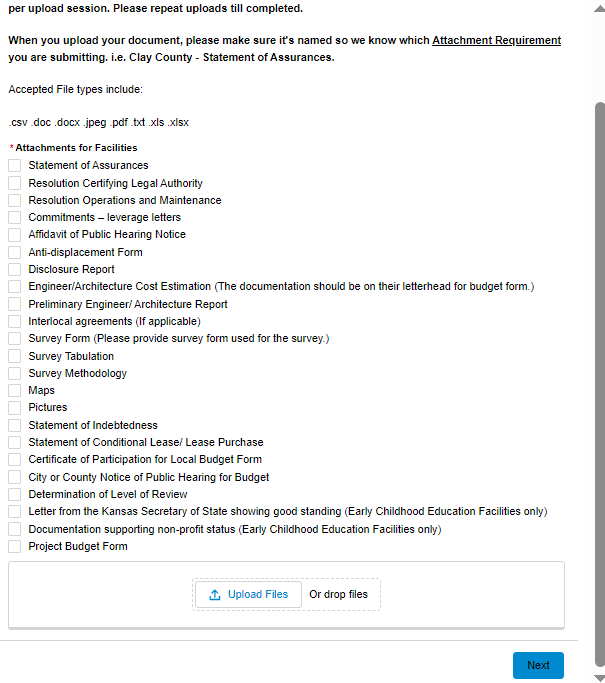 per upload session. Please repeat uploads till completed.
When you upload your document, please make sure it's named so we know which Attachment Requirement
you are submitting. i.e. Clay County - Statement of Assurances.
Accepted File types include:
.csv .doc .docx .jpeg .pdf .txt .xls .xlsx
* Attachments for Facilities
Statement of Assurances
Resolution Certifying Legal Authority
Resolution Operations and Maintenance
Commitments – leverage letters
Affidavit of Public Hearing Notice
Anti-displacement Form
Disclosure Report
Engineer/Architecture Cost Estimation (The documentation should be on their letterhead for budget form.)
Preliminary Engineer/ Architecture Report
Interlocal agreements (If applicable)
Survey Form (Please provide survey form used for the survey.)
Survey Tabulation
Survey Methodology
Maps
Pictures
Statement of Indebtedness
Statement of Conditional Lease/ Lease Purchase
Certificate of Participation for Local Budget Form
City or County Notice of Public Hearing for Budget
Determination of Level of Review
Letter from the Kansas Secretary of State showing good standing (Early Childhood Education Facilities only)
Documentation supporting non-profit status (Early Childhood Education Facilities only)
Project Budget Form
Upload Files Or drop files
Next